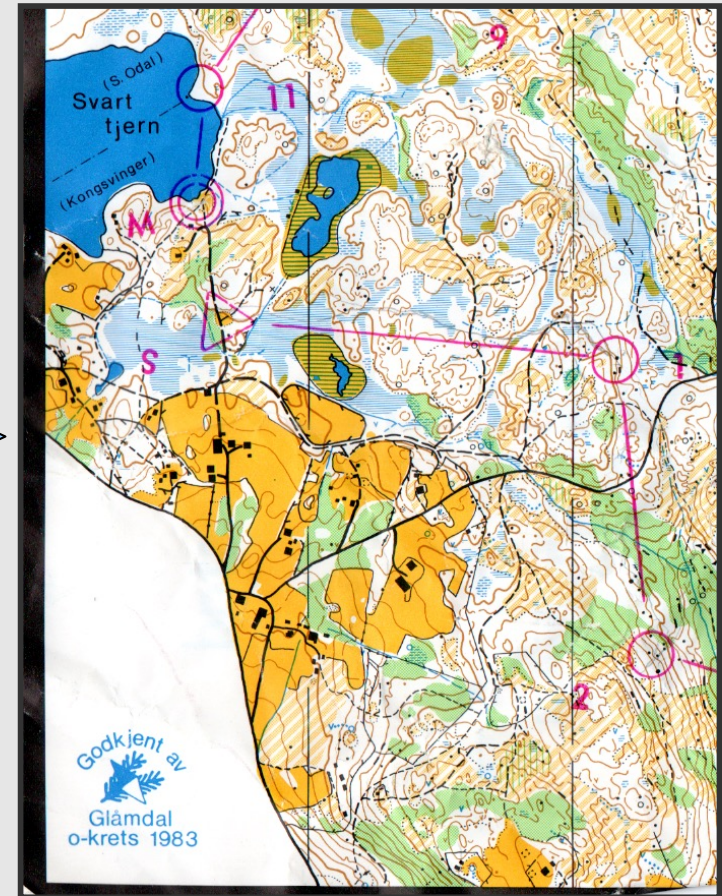 9
(S. Odal)
Svart
tjern
11
(Kongsvinger)
M
S
1
2
Godkjent av
Glåmdal
o-krets 1983
>